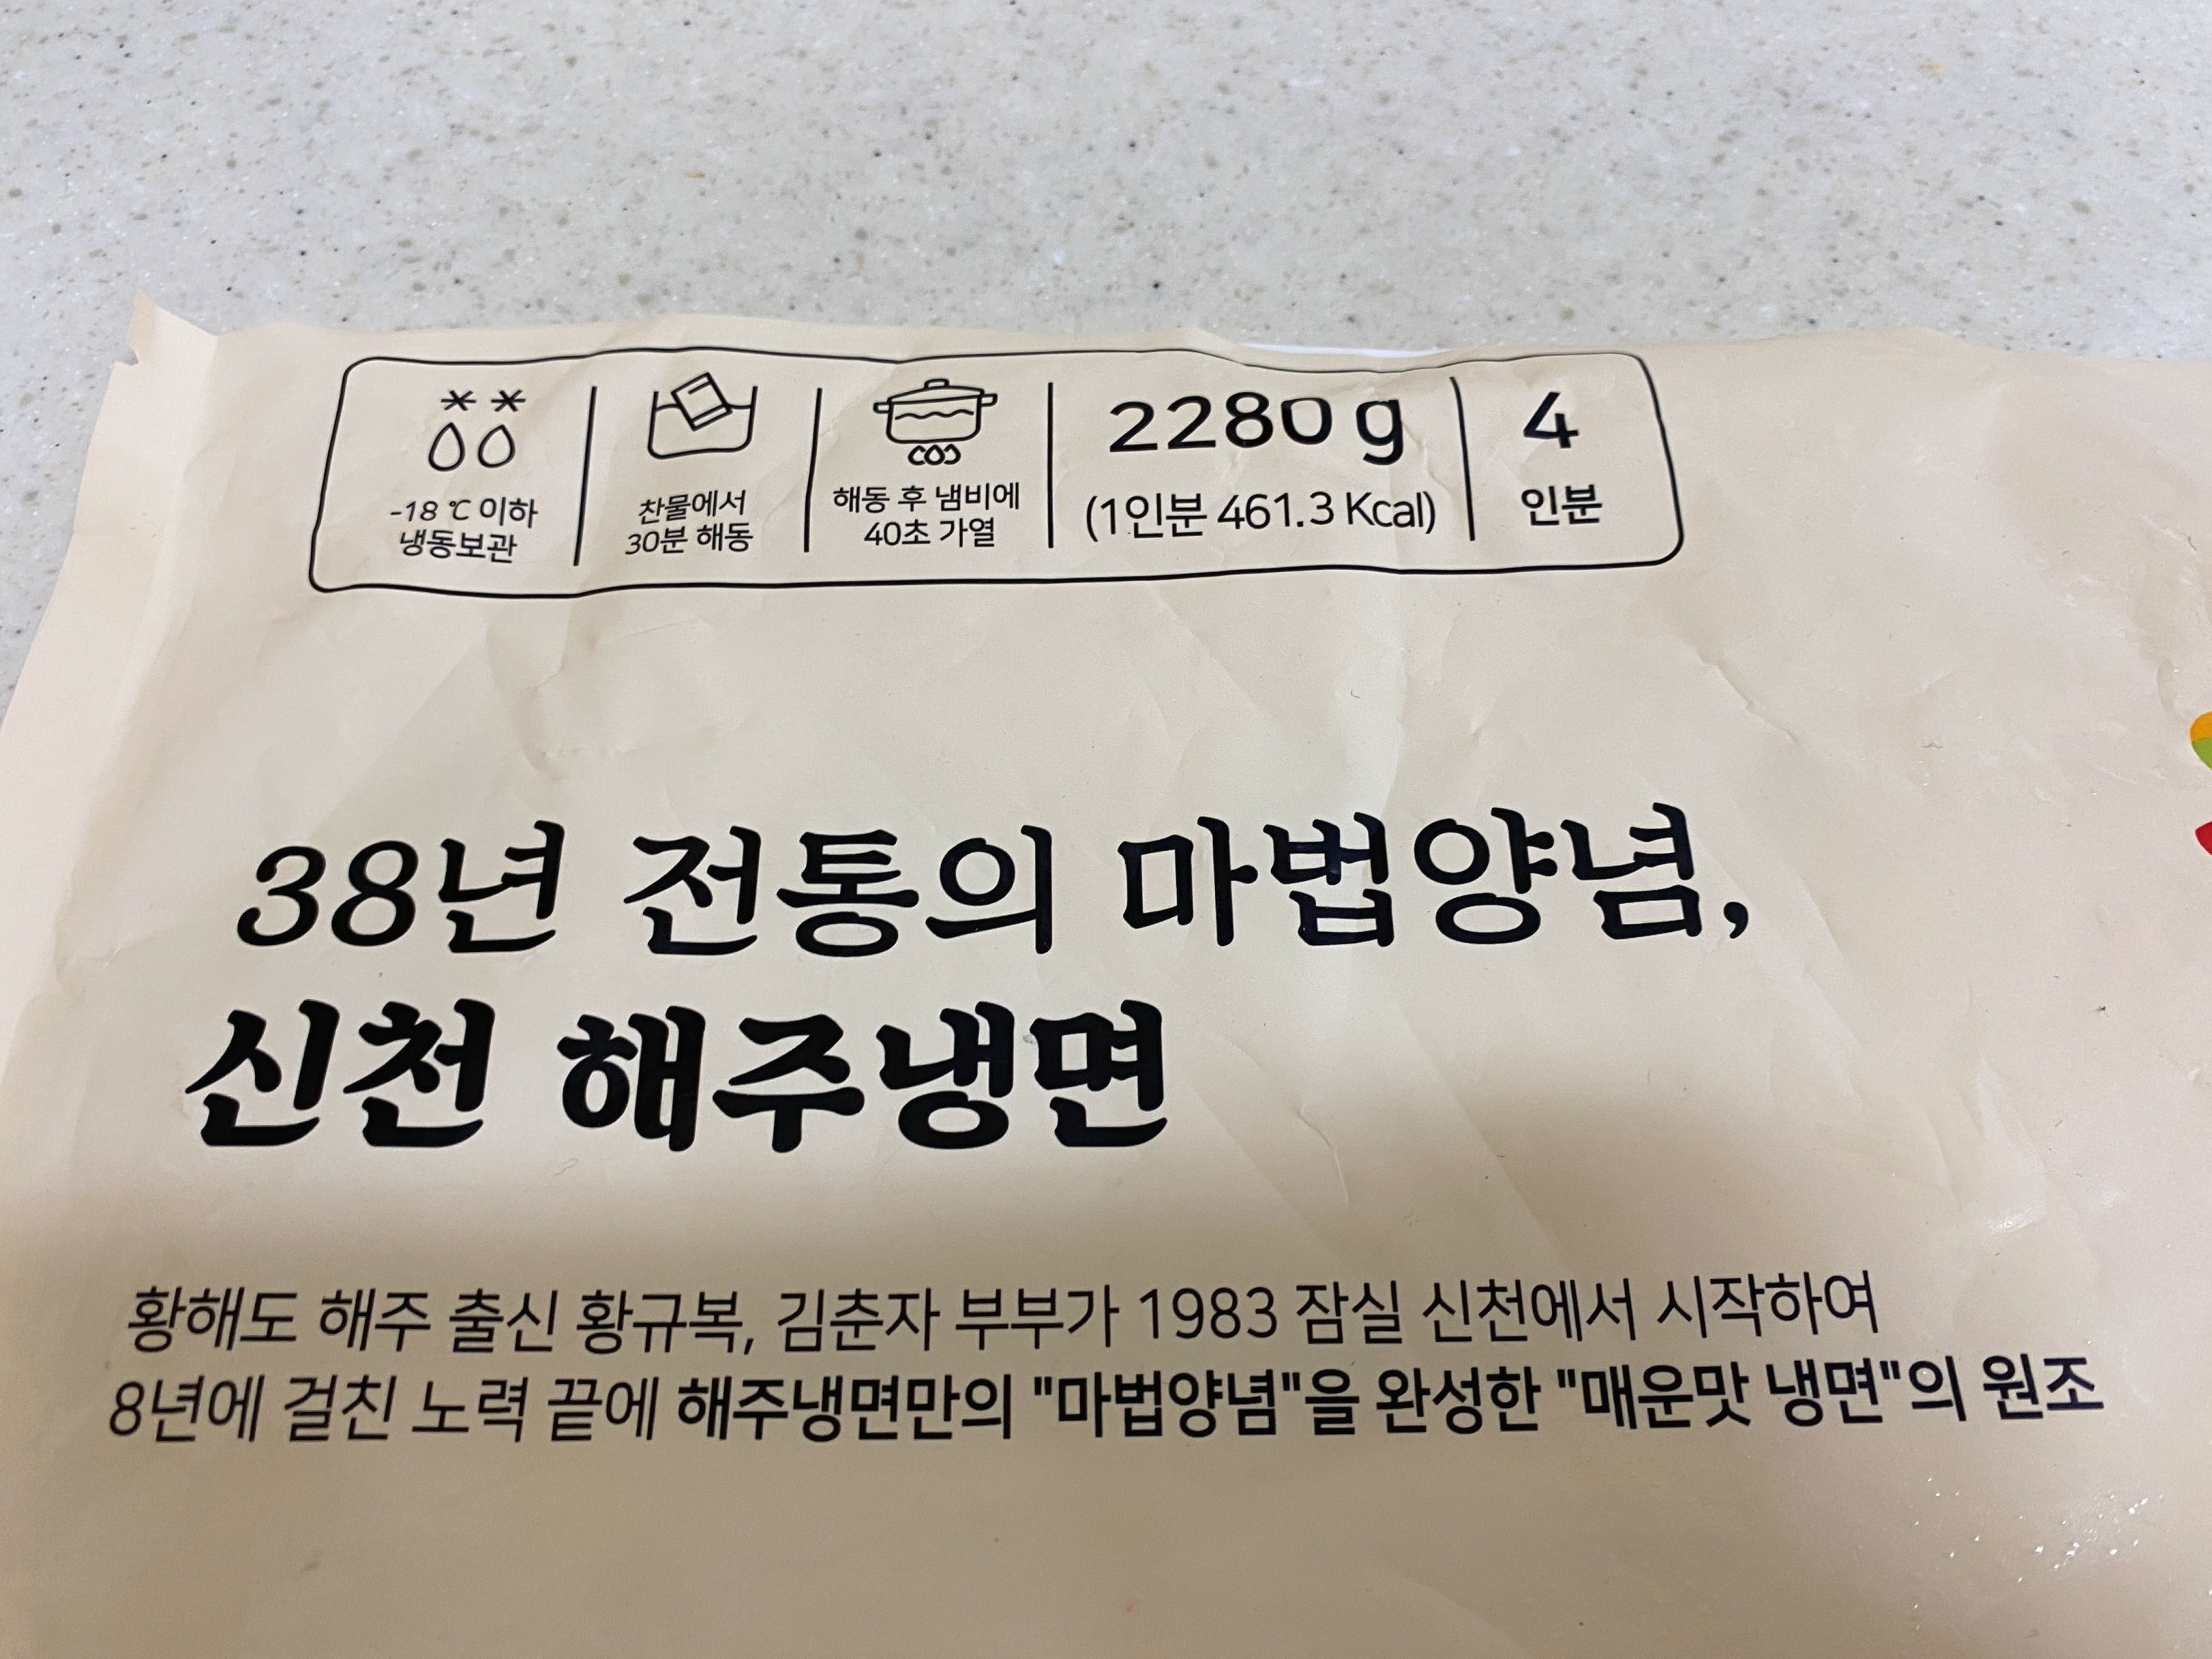 -18 ℃ 이하
냉동보관
찬물에서
30분 해동
해동 후 냄비에
40초 가열
2280 g
(1인분 461.3 Kcal)
4
인분
38년 전통의 마법양념,
신천 해주냉면
황해도 해주 출신 황규복, 김춘자 부부가 1983 잠실 신천에서 시작하여
8년에 걸친 노력 끝에 해주냉면만의 "마법양념"을 완성한 "매운맛 냉면"의 원조